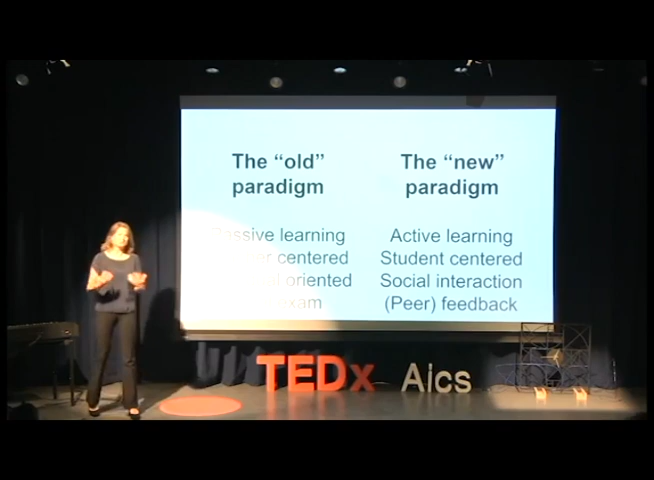 The “old”
paradigm
The “new”
paradigm
learning
centered
oriented
exam
Active learning
Student centered
Social interaction
(Peer) feedback
TEDx Aics